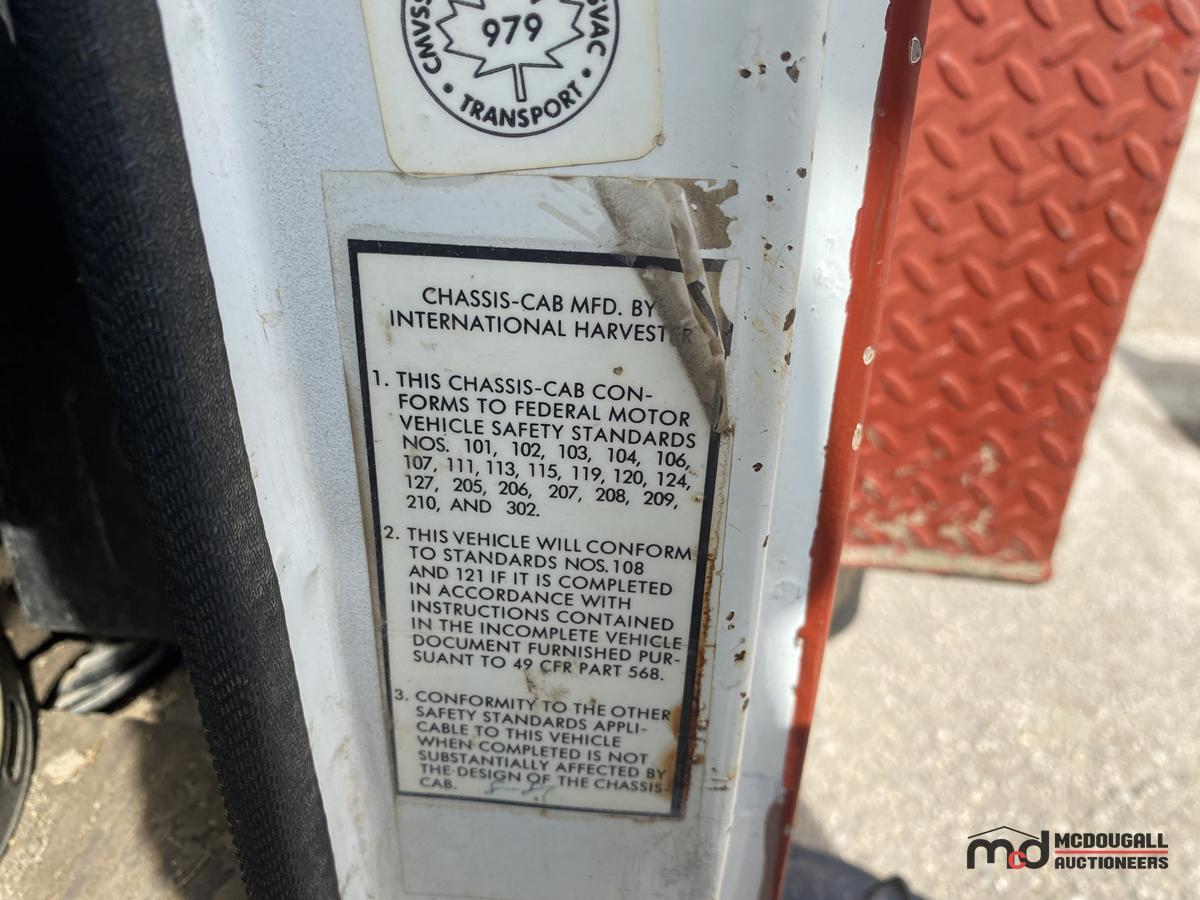 979
TRANSPORT
CHASSIS-CAB MFD. BY
INTERNATIONAL HARVESTER
1. THIS CHASSIS-CAB CON-
FORMS TO FEDERAL MOTOR
VEHICLE SAFETY STANDARDS
NOS. 101, 102, 103, 104, 106,
107, 111, 113, 115, 119, 120, 124,
127, 205, 206, 207, 208, 209,
210, AND 302.
2. THIS VEHICLE WILL CONFORM
TO STANDARDS NOS. 108
AND 121 IF IT IS COMPLETED
IN ACCORDANCE WITH
INSTRUCTIONS CONTAINED
IN THE INCOMPLETE VEHICLE
DOCUMENT FURNISHED PUR-
SUANT TO 49 CFR PART 568.
3. CONFORMITY TO THE OTHER
SAFETY STANDARDS APPLI-
CABLE TO THIS VEHICLE
WHEN COMPLETED IS NOT
SUBSTANTIALLY AFFECTED BY
THE DESIGN OF THE CHASSIS
CAB.
mcd MCDOUGALL
AUCTIONEERS